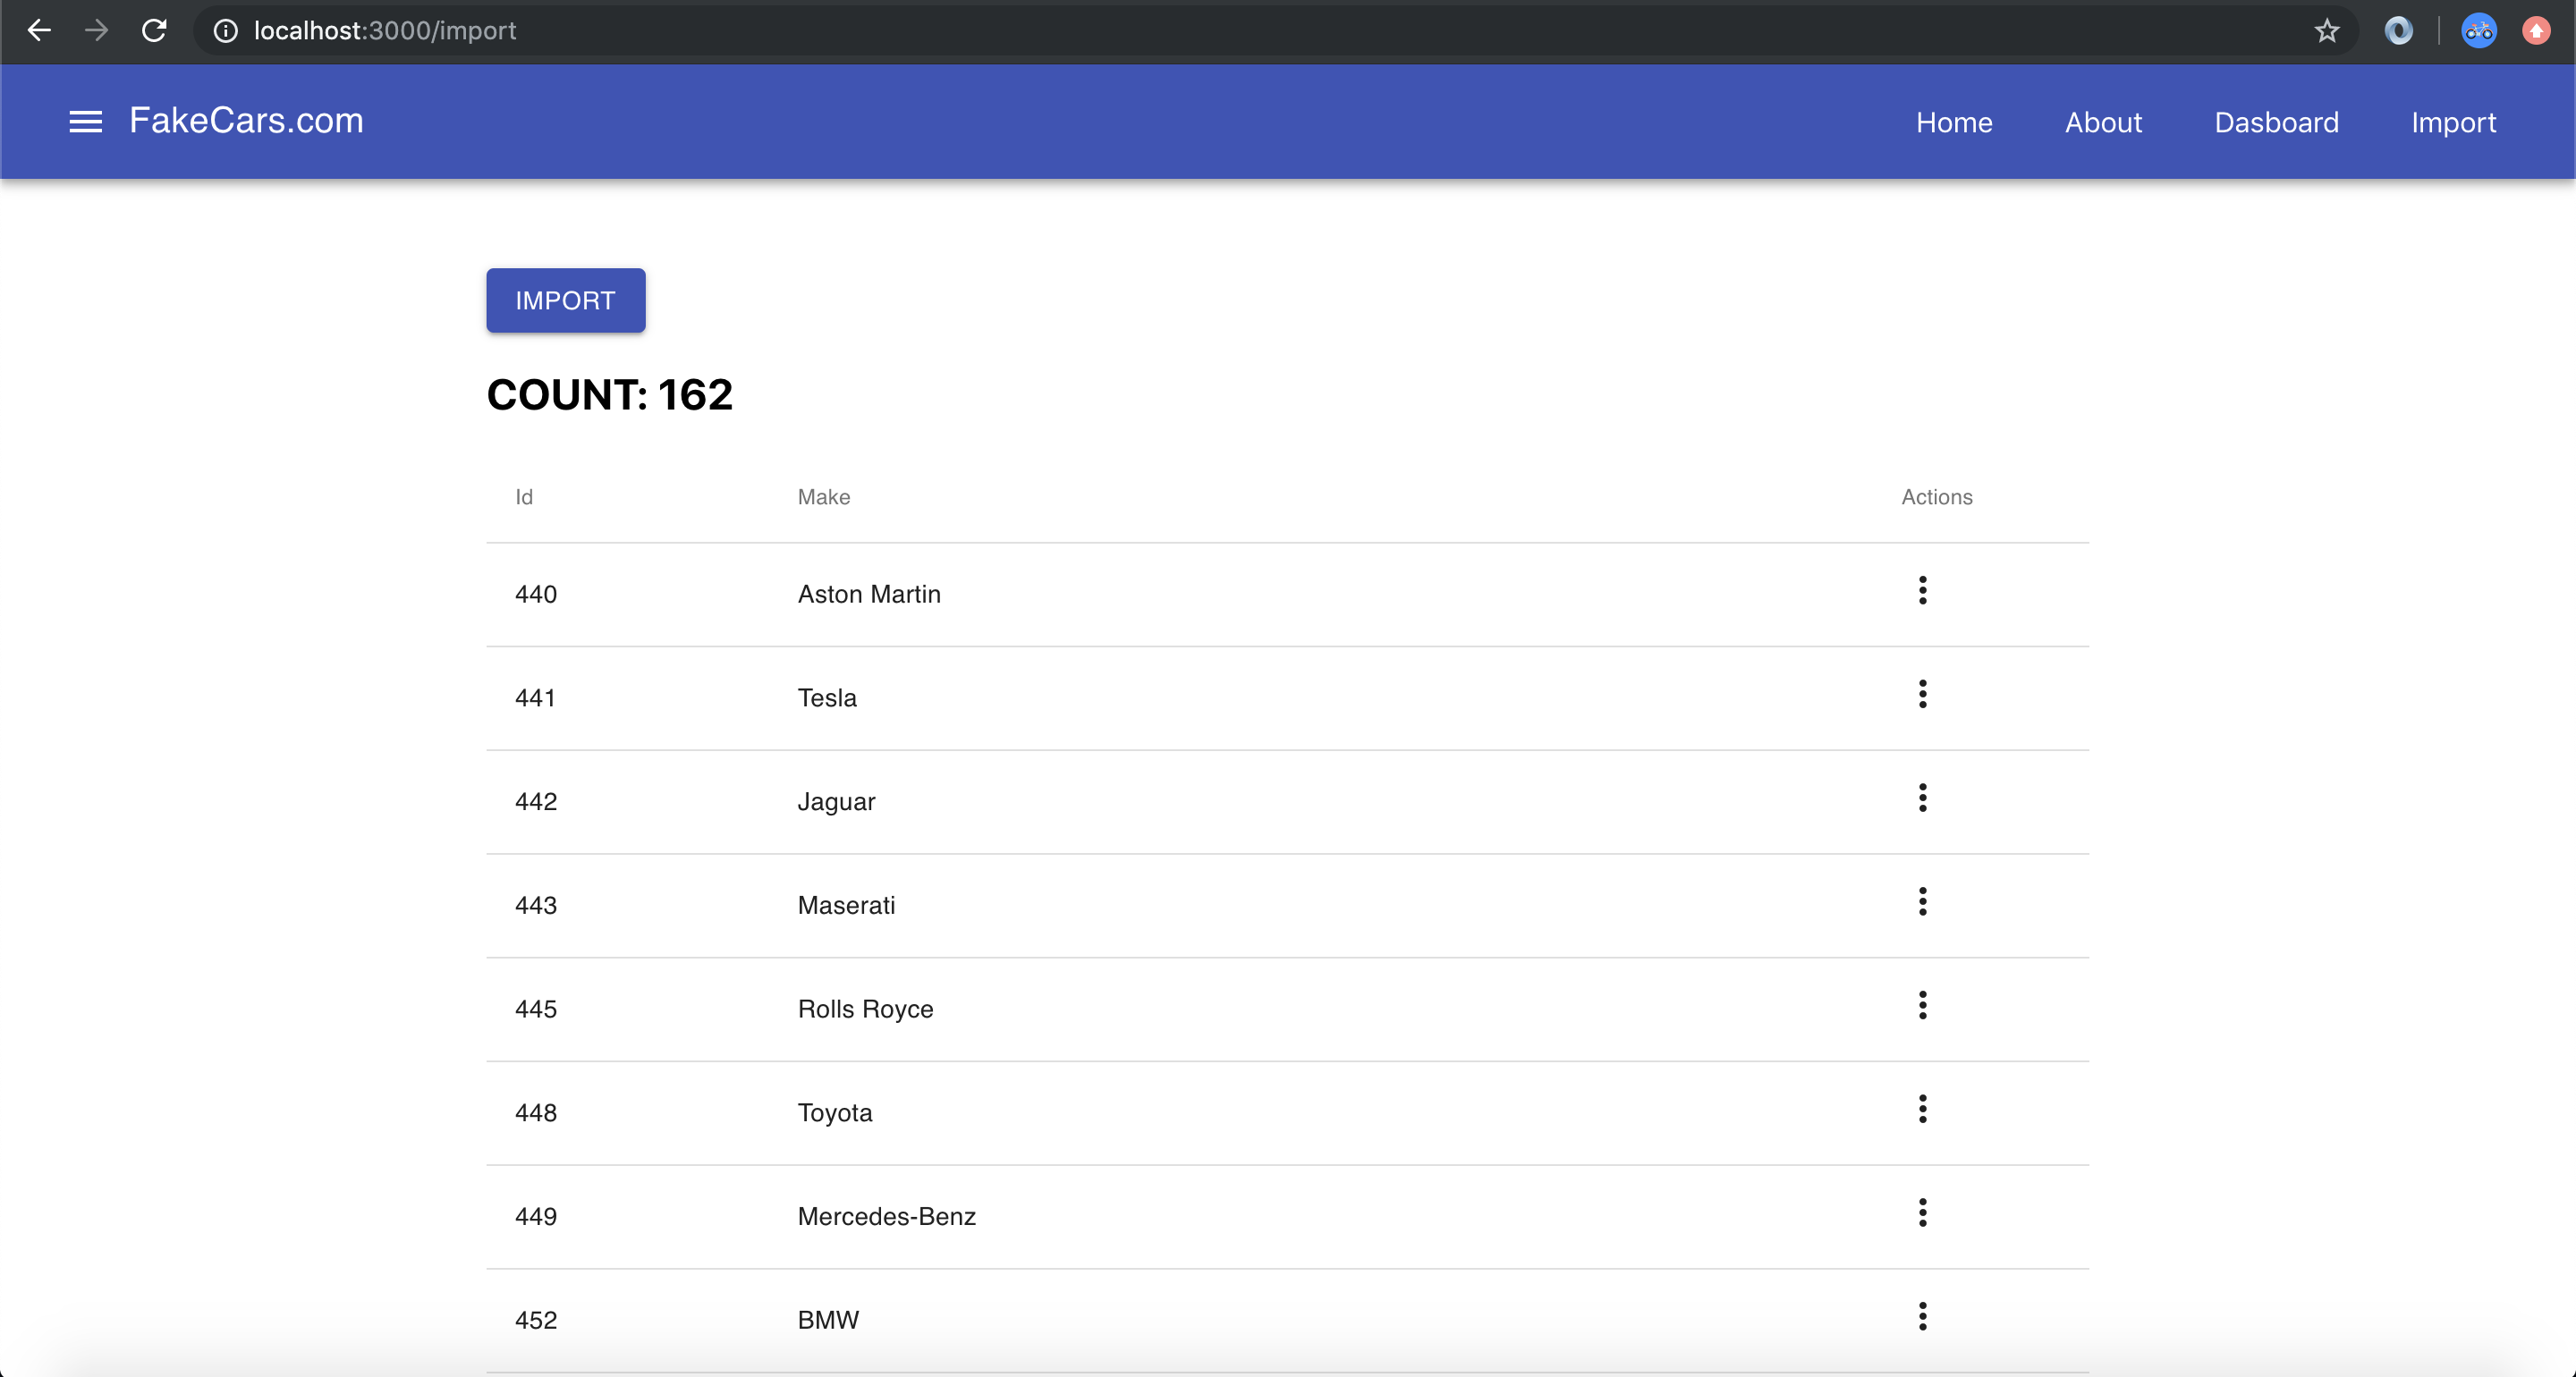 localhost:3000/import
FakeCars.com Home About Dasboard Import
IMPORT
COUNT: 162
Id Make Actions
440 Aston Martin
441 Tesla
442 Jaguar
443 Maserati
445 Rolls Royce
448 Toyota
449 Mercedes-Benz
452 BMW